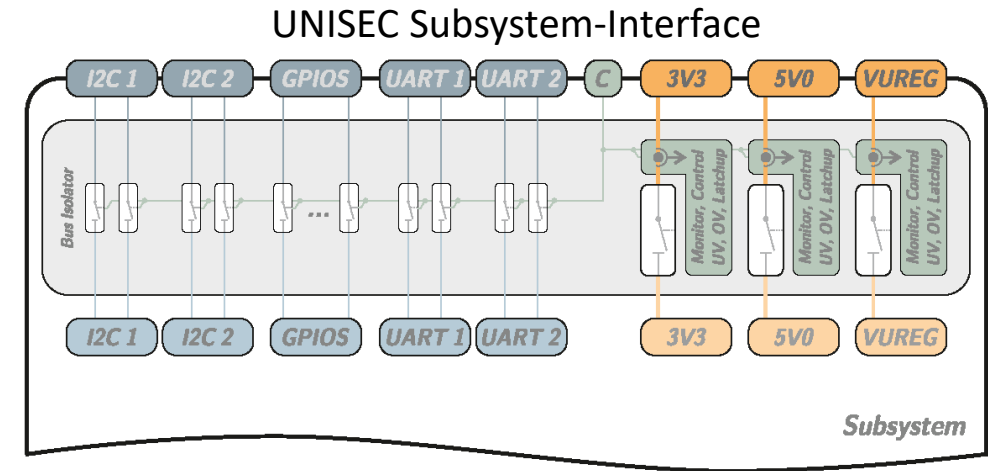 UNISEC Subsystem-Interface
I2C 1 I2C 2 GPIOS UART 1 UART 2 C 3V3 5V0 VUREG
Bus Isolator
...
Monitor, Control
UV, OV, Latchup
Monitor, Control
UV, OV, Latchup
Monitor, Control
UV, OV, Latchup
I2C 1 I2C 2 GPIOS UART 1 UART 2 3V3 5V0 VUREG
Subsystem